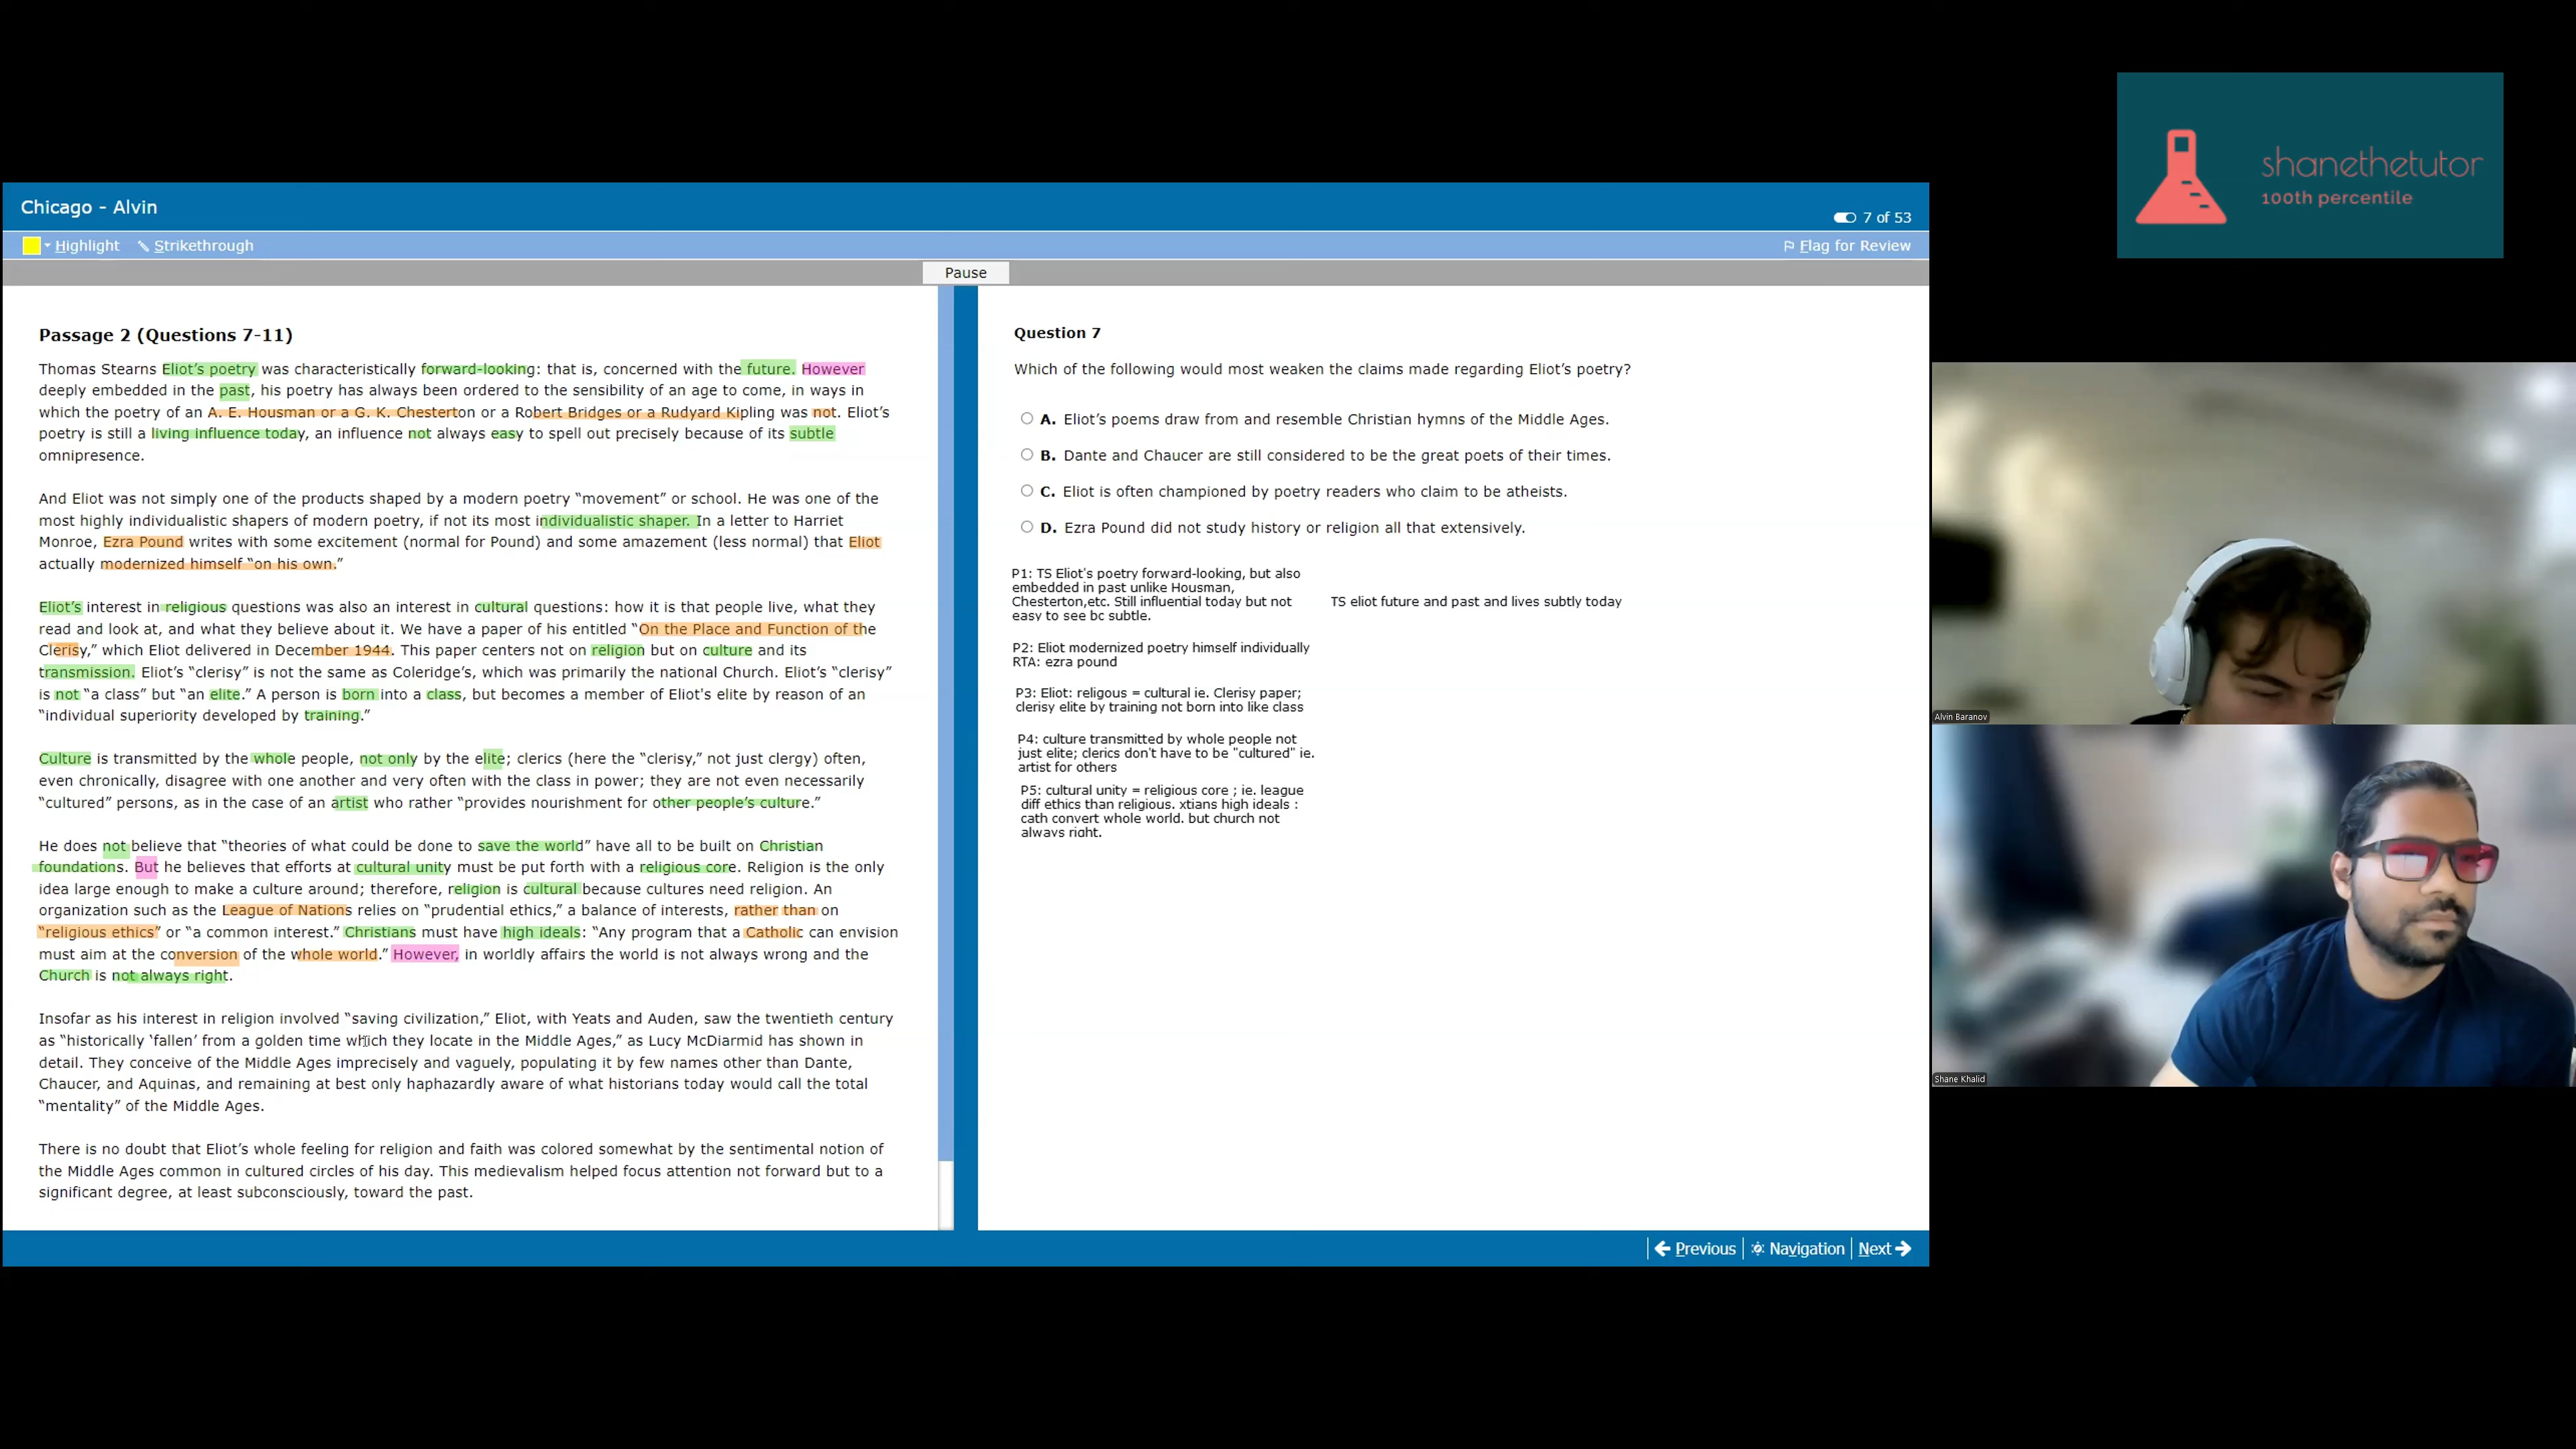 shanethetutor
100th percentile
Chicago - Alvin
7 of 53
Highlight Strikethrough
Flag for Review
Pause
Passage 2 (Questions 7-11)
Thomas Stearns Eliot's poetry was characteristically forward-looking: that is, concerned with the future. However
deeply embedded in the past, his poetry has always been ordered to the sensibility of an age to come, in ways in
which the poetry of an A. E. Housman or a G. K. Chesterton or a Robert Bridges or a Rudyard Kipling was not. Eliot's
poetry is still a living influence today, an influence not always easy to spell out precisely because of its subtle
omnipresence.
And Eliot was not simply one of the products shaped by a modern poetry “movement” or school. He was one of the
most highly individualistic shapers of modern poetry, if not its most individualistic shaper. In a letter to Harriet
Monroe, Ezra Pound writes with some excitement (normal for Pound) and some amazement (less normal) that Eliot
actually modernized himself “on his own.”
Eliot's interest in religious questions was also an interest in cultural questions: how it is that people live, what they
read and look at, and what they believe about it. We have a paper of his entitled “On the Place and Function of the
Clerisy,” which Eliot delivered in December 1944. This paper centers not on religion but on culture and its
transmission. Eliot's “clerisy” is not the same as Coleridge's, which was primarily the national Church. Eliot's “clerisy”
is not “a class” but “an elite.” A person is born into a class, but becomes a member of Eliot's elite by reason of an
“individual superiority developed by training.”
Culture is transmitted by the whole people, not only by the elite; clerics (here the “clerisy,” not just clergy) often,
even chronically, disagree with one another and very often with the class in power; they are not even necessarily
“cultured” persons, as in the case of an artist who rather “provides nourishment for other people's culture.”
He does not believe that “theories of what could be done to save the world” have all to be built on Christian
foundations. But he believes that efforts at cultural unity must be put forth with a religious core. Religion is the only
idea large enough to make a culture around; therefore, religion is cultural because cultures need religion. An
organization such as the League of Nations relies on “prudential ethics,” a balance of interests, rather than on
“religious ethics” or “a common interest.” Christians must have high ideals: “Any program that a Catholic can envision
must aim at the conversion of the whole world.” However, in worldly affairs the world is not always wrong and the
Church is not always right.
Insofar as his interest in religion involved “saving civilization,” Eliot, with Yeats and Auden, saw the twentieth century
as “historically ‘fallen’ from a golden time which they locate in the Middle Ages,” as Lucy McDiarmid has shown in
detail. They conceive of the Middle Ages imprecisely and vaguely, populating it by few names other than Dante,
Chaucer, and Aquinas, and remaining at best only haphazardly aware of what historians today would call the total
“mentality” of the Middle Ages.
There is no doubt that Eliot's whole feeling for religion and faith was colored somewhat by the sentimental notion of
the Middle Ages common in cultured circles of his day. This medievalism helped focus attention not forward but to a
significant degree, at least subconsciously, toward the past.
Question 7
Which of the following would most weaken the claims made regarding Eliot's poetry?
A. Eliot's poems draw from and resemble Christian hymns of the Middle Ages.
B. Dante and Chaucer are still considered to be the great poets of their times.
C. Eliot is often championed by poetry readers who claim to be atheists.
D. Ezra Pound did not study history or religion all that extensively.
P1: TS Eliot's poetry forward-looking, but also
embedded in past unlike Housman,
Chesterton,etc. Still influential today but not
easy to see bc subtle.
TS eliot future and past and lives subtly today
P2: Eliot modernized poetry himself individually
RTA: ezra pound
P3: Eliot: religous = cultural ie. Clerisy paper;
clerisy elite by training not born into like class
P4: culture transmitted by whole people not
just elite; clerics don't have to be "cultured" ie.
artist for others
P5: cultural unity = religious core ; ie. league
diff ethics than religious. xtians high ideals :
cath convert whole world. but church not
always right.
Previous Navigation Next
Alvin Baranov
Shane Khalid